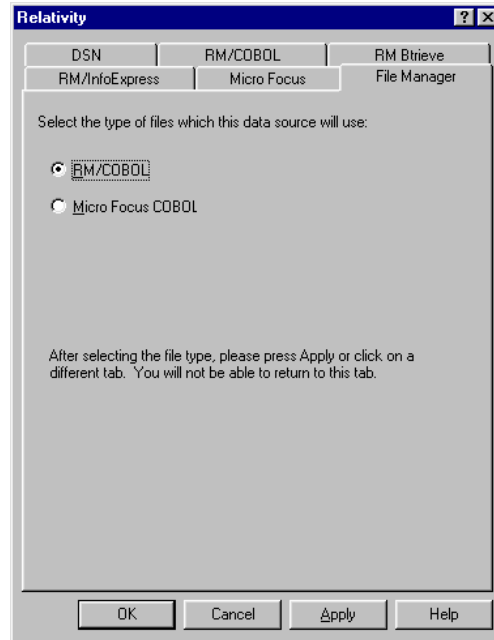 Relativity
DSN RM/COBOL RM Btrieve
RM/InfoExpress Micro Focus File Manager
Select the type of files which this data source will use:
RM/COBOL
Micro Focus COBOL
After selecting the file type, please press Apply or click on a
different tab. You will not be able to return to this tab.
OK Cancel Apply Help